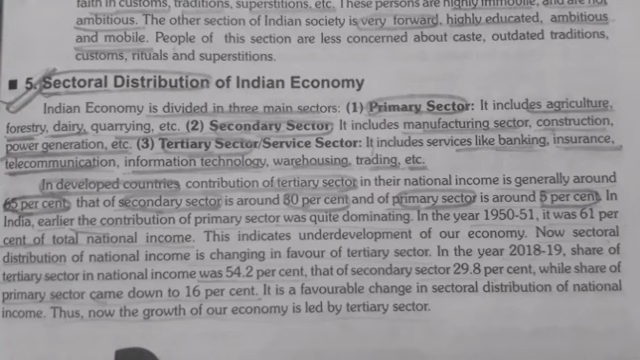 faith in customs, traditions, superstitions, etc. These persons are highly immobile, and are not
ambitious. The other section of Indian society is very forward, highly educated, ambitious
and mobile. People of this section are less concerned about caste, outdated traditions,
customs, rituals and superstitions.
■ 5. Sectoral Distribution of Indian Economy
Indian Economy is divided in three main sectors: (1) Primary Sector: It includes agriculture,
forestry, dairy, quarrying, etc. (2) Secondary Sector: It includes manufacturing sector, construction,
power generation, etc. (3) Tertiary Sector/Service Sector: It includes services like banking, insurance,
telecommunication, information technology, warehousing, trading, etc.
In developed countries, contribution of tertiary sector in their national income is generally around
65 per cent, that of secondary sector is around 80 per cent and of primary sector is around 5 per cent. In
India, earlier the contribution of primary sector was quite dominating. In the year 1950-51, it was 61 per
cent of total national income. This indicates underdevelopment of our economy. Now sectoral
distribution of national income is changing in favour of tertiary sector. In the year 2018-19, share of
tertiary sector in national income was 54.2 per cent, that of secondary sector 29.8 per cent, while share of
primary sector came down to 16 per cent. It is a favourable change in sectoral distribution of national
income. Thus, now the growth of our economy is led by tertiary sector.